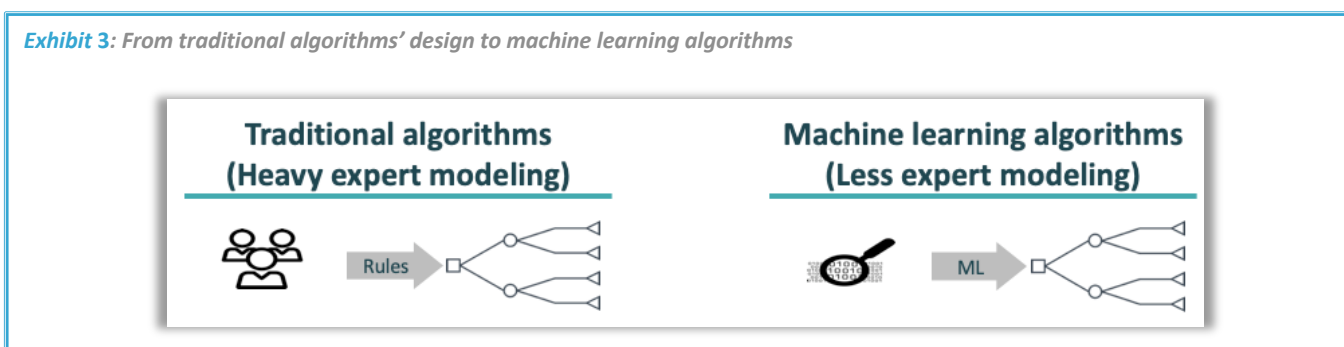 Exhibit 3: From traditional algorithms’ design to machine learning algorithms
Traditional algorithms
(Heavy expert modeling)
Rules
Machine learning algorithms
(Less expert modeling)
ML